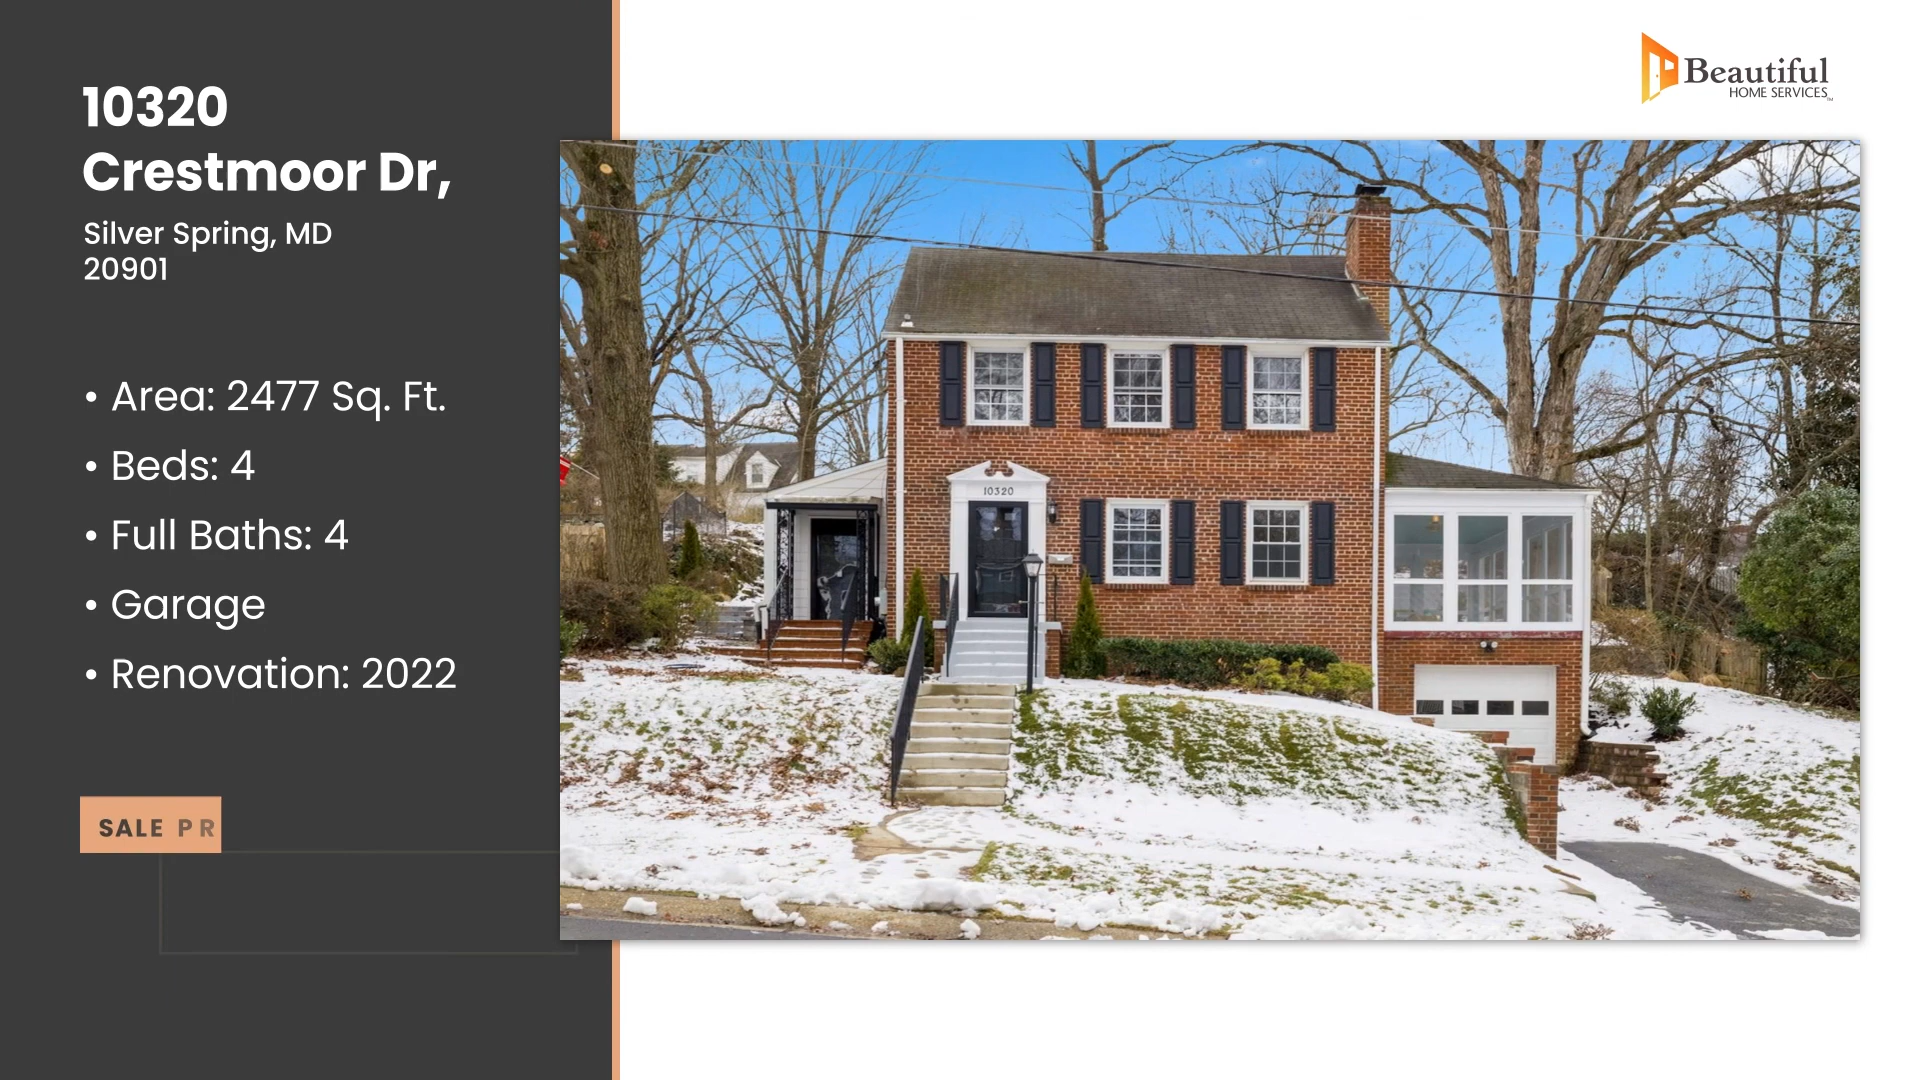 10320
Crestmoor Dr,
Silver Spring, MD
20901
• Area: 2477 Sq. Ft.
• Beds: 4
• Full Baths: 4
• Garage
• Renovation: 2022
SALE PR
Beautiful
HOME SERVICES™
10320